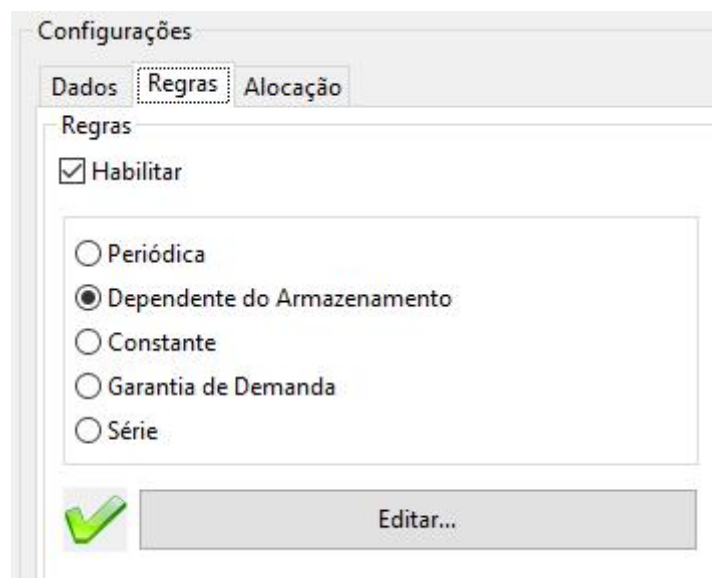 Configurações
Dados Regras Alocação
Regras
Habilitar
Periódica
Dependente do Armazenamento
Constante
Garantia de Demanda
Série
Editar...